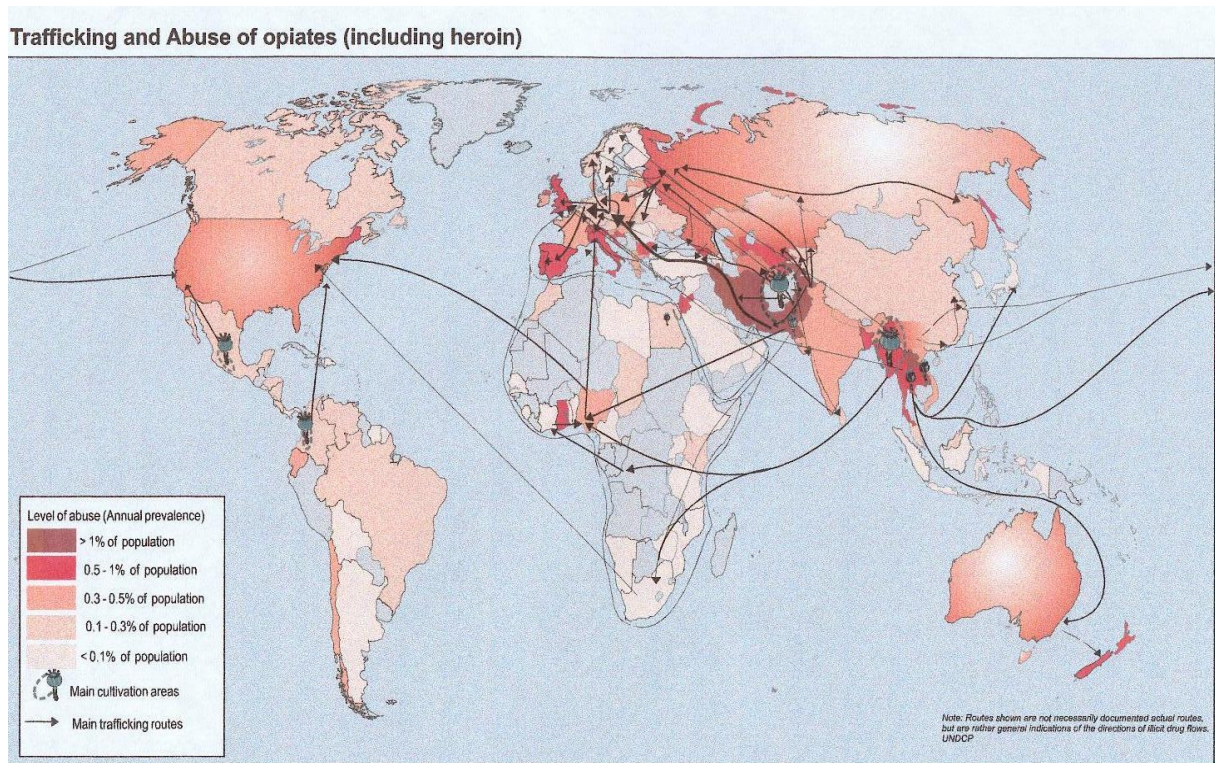 Trafficking and Abuse of opiates (including heroin)
Level of abuse (Annual prevalence)
> 1% of population
0.5 - 1% of population
0.3 - 0.5% of population
0.1 - 0.3% of population
<0.1% of population
Main cultivation areas
Main trafficking routes
Note: Routes shown are not necessarily documented actual routes,
but are rather general indications of the directions of illicit drug flows.
UNDCP